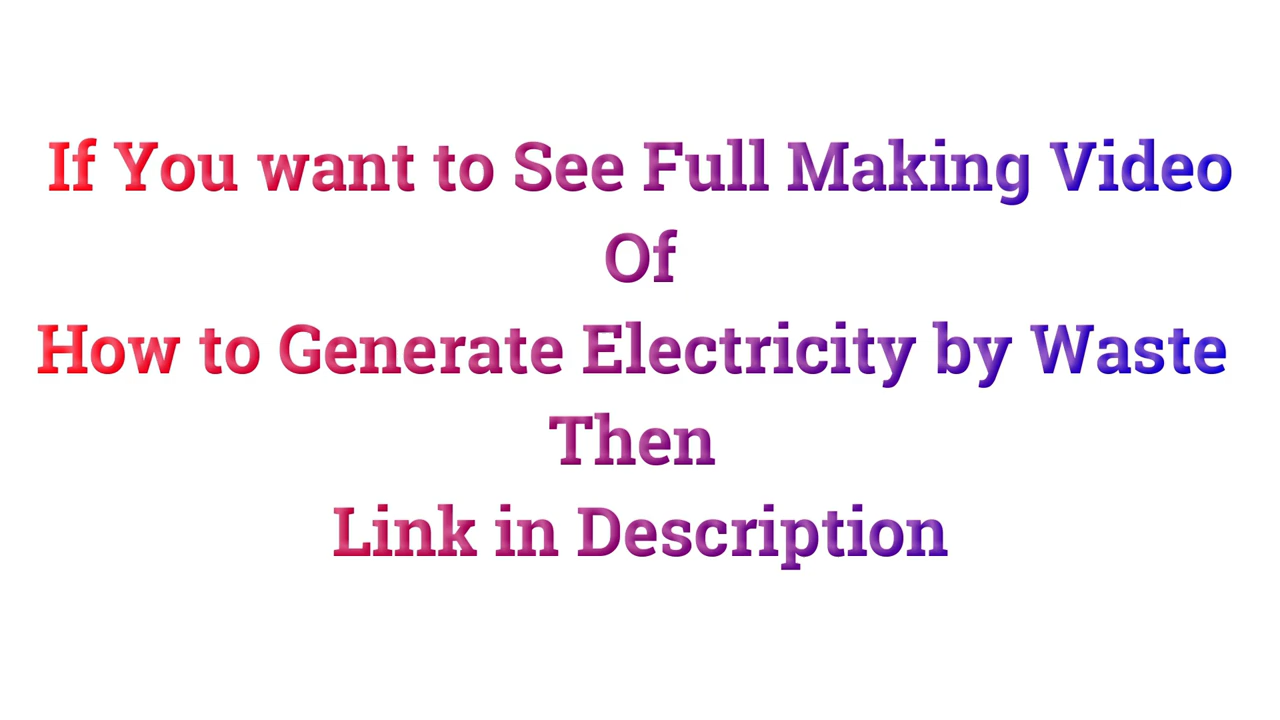 If You want to See Full Making Video
Of
How to Generate Electricity by Waste
Then
Link in Description